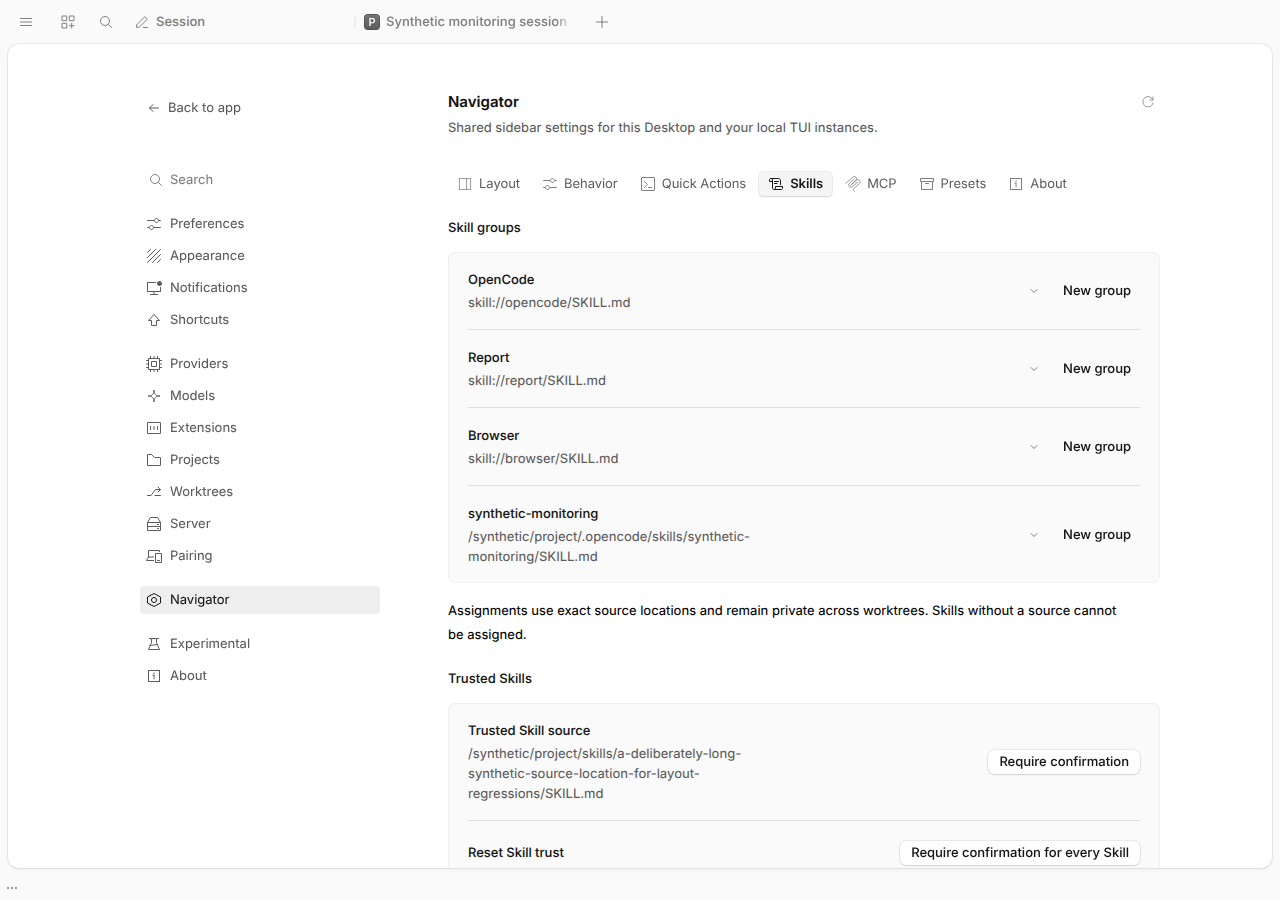 Session
P Synthetic monitoring session
Back to app
Search
Preferences
Appearance
Notifications
Shortcuts
Providers
Models
Extensions
Projects
Worktrees
Server
Pairing
Navigator
Experimental
About
Navigator
Shared sidebar settings for this Desktop and your local TUI instances.
Layout
Behavior
Quick Actions
Skills
MCP
Presets
About
Skill groups
OpenCode
skill://opencode/SKILL.md
New group
Report
skill://report/SKILL.md
New group
Browser
skill://browser/SKILL.md
New group
synthetic-monitoring
/synthetic/project/.opencode/skills/synthetic-
monitoring/SKILL.md
New group
Assignments use exact source locations and remain private across worktrees. Skills without a source cannot
be assigned.
Trusted Skills
Trusted Skill source
/synthetic/project/skills/a-deliberately-long-
synthetic-source-location-for-layout-
regressions/SKILL.md
Require confirmation
Reset Skill trust
Require confirmation for every Skill
...